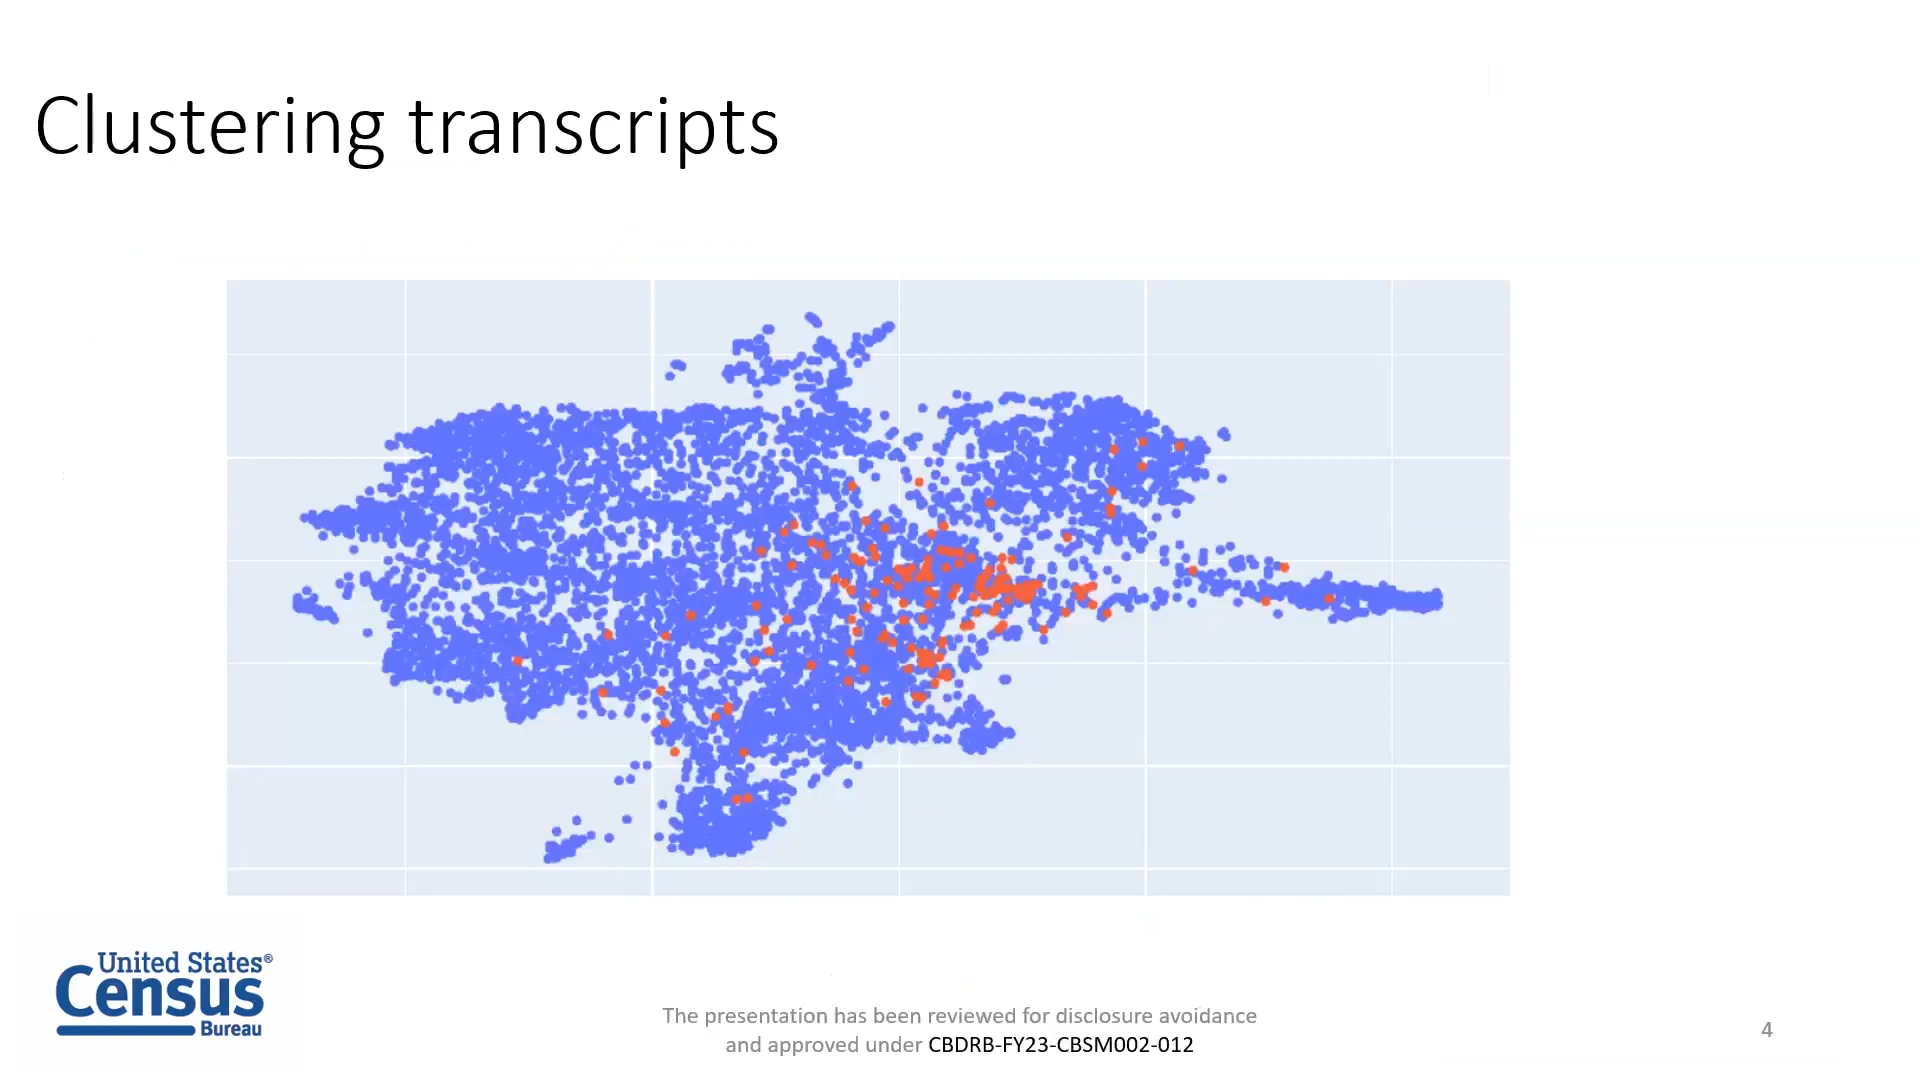 Clustering transcripts
United States®
Census
Bureau
The presentation has been reviewed for disclosure avoidance
and approved under CBDRB-FY23-CBSM002-012
4